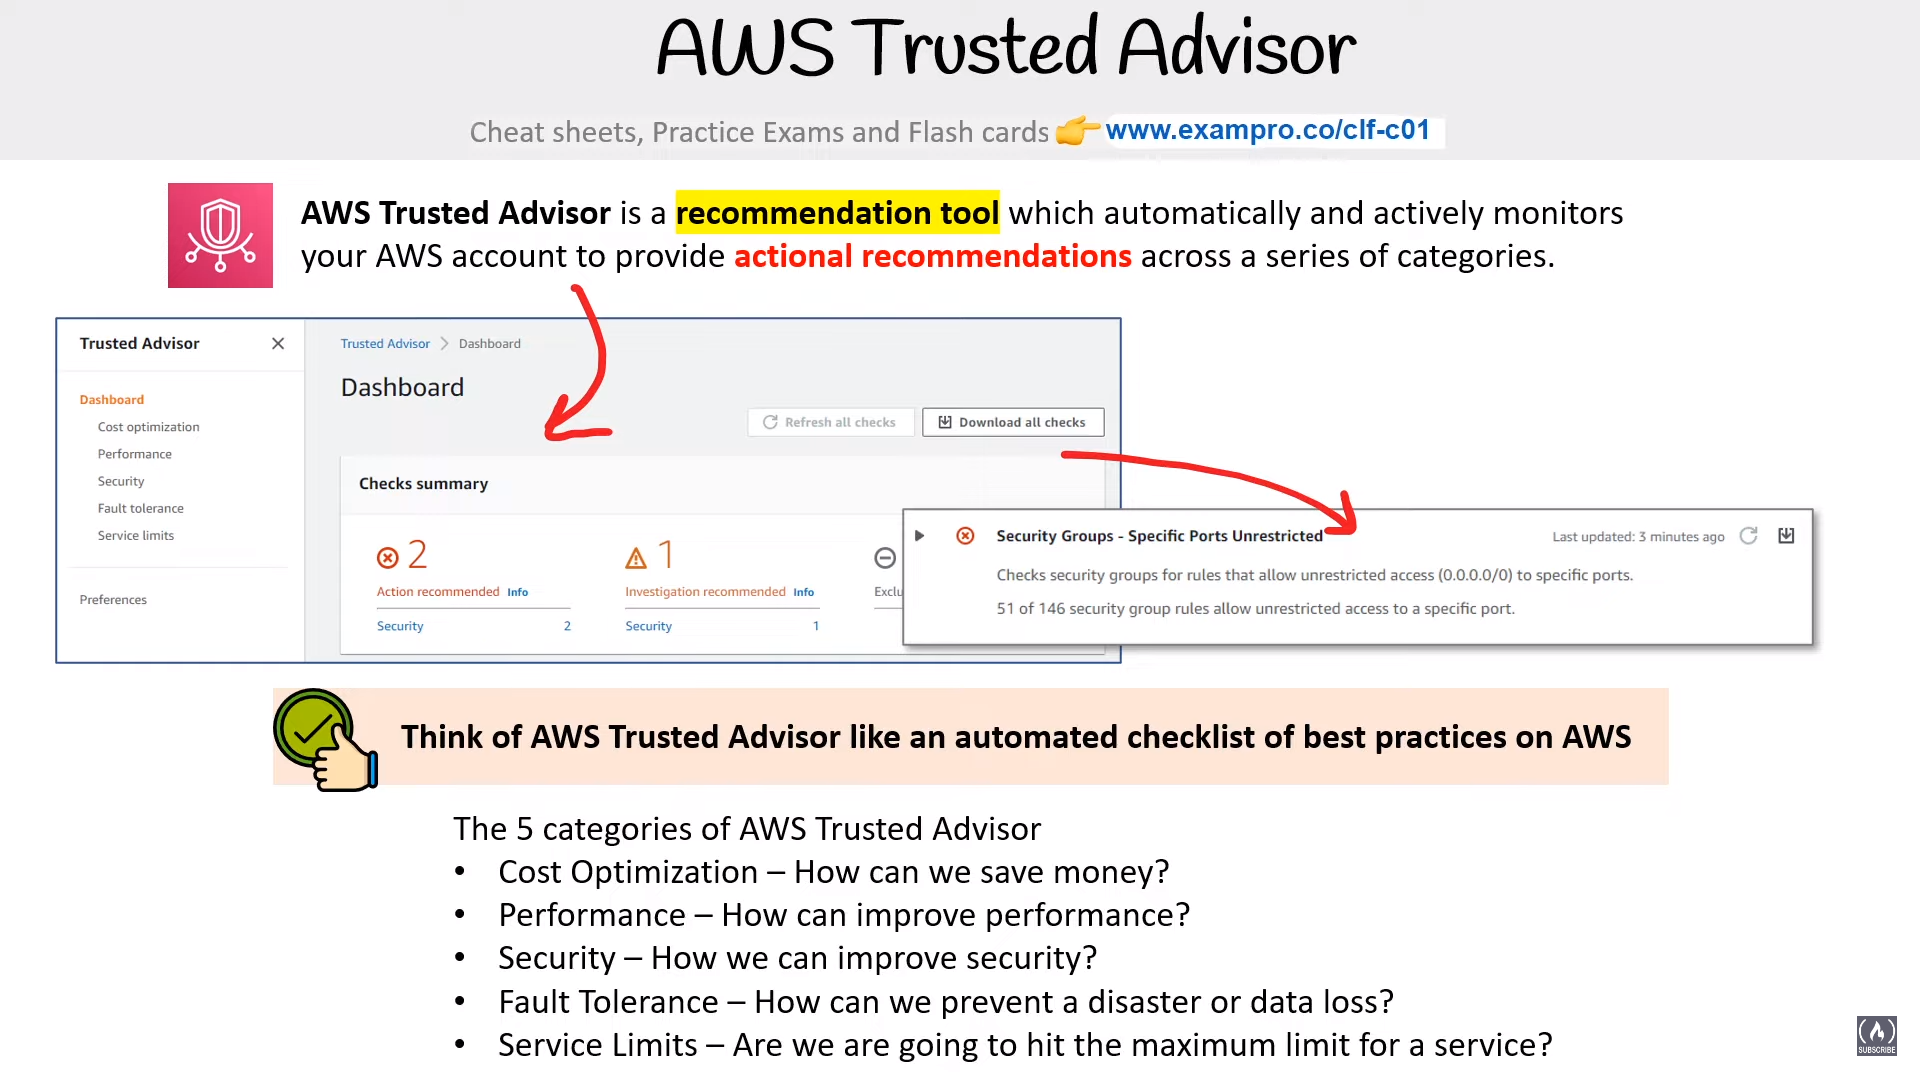 AWS Trusted Advisor
Cheat sheets, Practice Exams and Flash cards 👉 www.exampro.co/clf-c01
AWS Trusted Advisor is a recommendation tool which automatically and actively monitors
your AWS account to provide actional recommendations across a series of categories.
Trusted Advisor
Dashboard
Cost optimization
Performance
Security
Fault tolerance
Service limits
Preferences
Trusted Advisor > Dashboard
Dashboard
Refresh all checks
Download all checks
Checks summary
2
Action recommended Info
Security 2
1
Investigation recommended Info
Security 1
Exclu
Security Groups - Specific Ports Unrestricted
Last updated: 3 minutes ago
Checks security groups for rules that allow unrestricted access (0.0.0.0/0) to specific ports.
51 of 146 security group rules allow unrestricted access to a specific port.
Think of AWS Trusted Advisor like an automated checklist of best practices on AWS
The 5 categories of AWS Trusted Advisor
• Cost Optimization – How can we save money?
• Performance – How can improve performance?
• Security – How we can improve security?
• Fault Tolerance – How can we prevent a disaster or data loss?
• Service Limits – Are we are going to hit the maximum limit for a service?
SUBSCRIBE